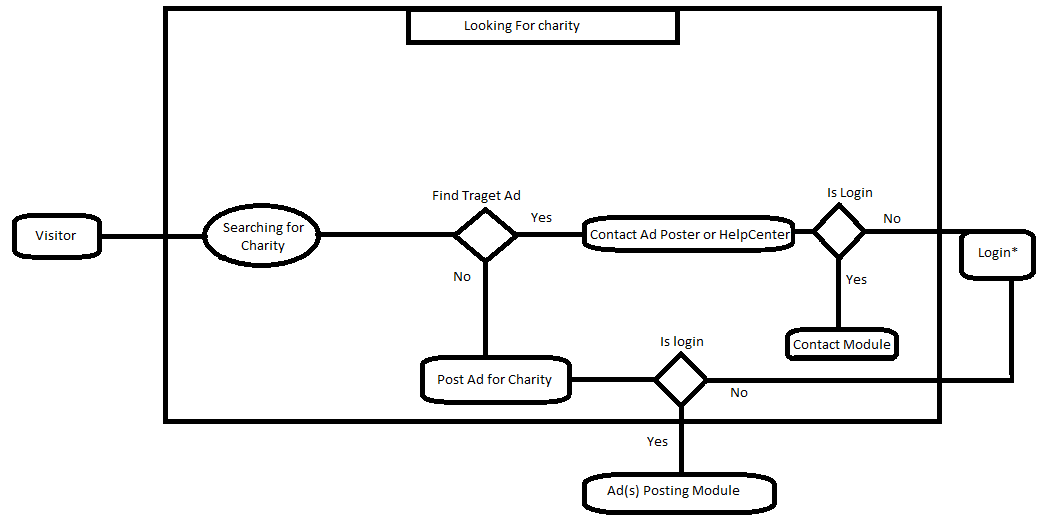 Looking For charity
Find Traget Ad
Is Login
Yes
No
Visitor
Searching for
Charity
Contact Ad Poster or HelpCenter
Login*
No
Yes
Is login
Contact Module
Post Ad for Charity
No
Yes
Ad(s) Posting Module